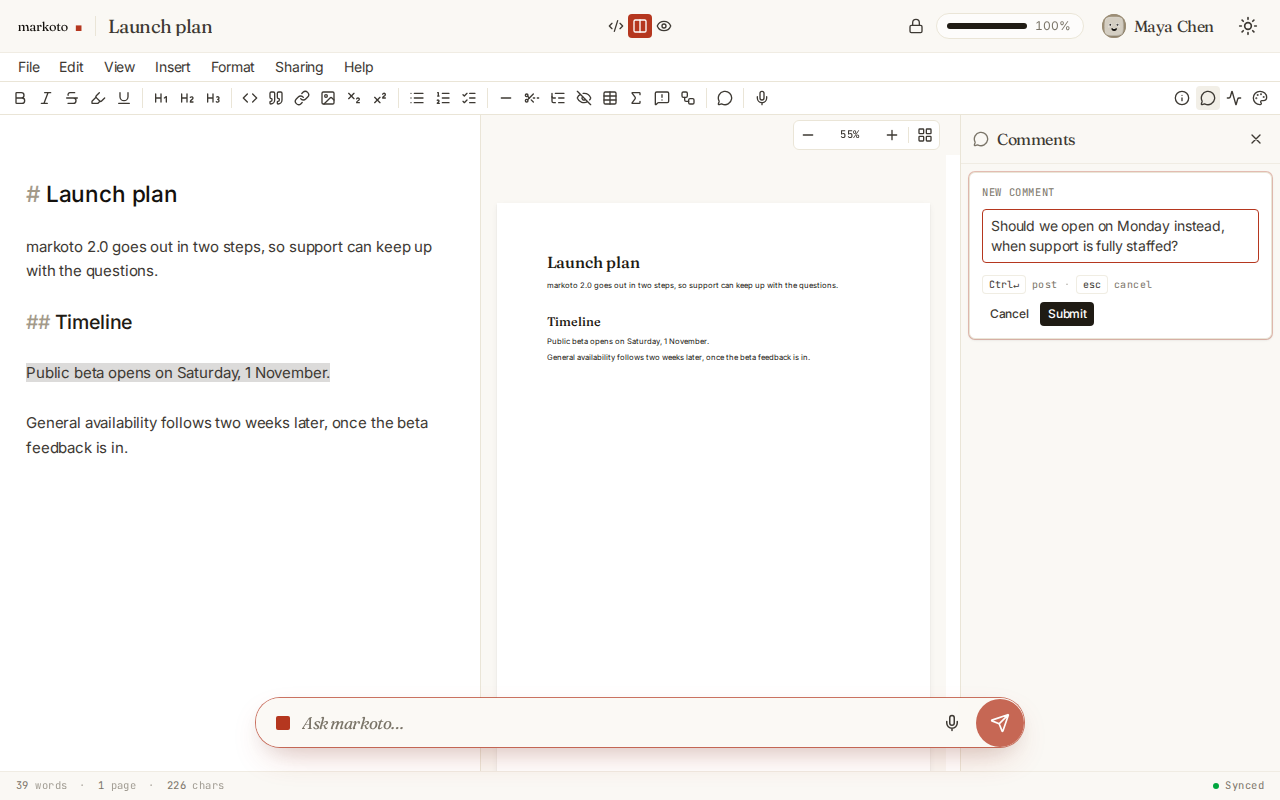 markoto
Launch plan
100%
Maya Chen
File Edit View Insert Format Sharing Help
H1 H2 H3
55%
Comments
# Launch plan
markoto 2.0 goes out in two steps, so support can keep up
with the questions.
## Timeline
Public beta opens on Saturday, 1 November.
General availability follows two weeks later, once the beta
feedback is in.
Launch plan
markoto 2.0 goes out in two steps, so support can keep up with the questions.
Timeline
Public beta opens on Saturday, 1 November.
General availability follows two weeks later, once the beta feedback is in.
NEW COMMENT
Should we open on Monday instead,
when support is fully staffed?
Ctrl↵ post · esc cancel
Cancel Submit
Ask markoto...
39 words · 1 page · 226 chars
Synced